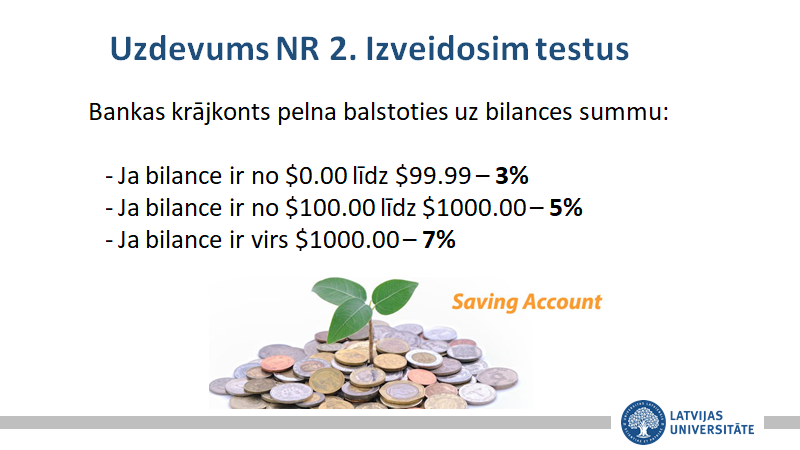 Uzdevums NR 2. Izveidosim testus
Bankas krājkonts pelna balstoties uz bilances summu:
- Ja bilance ir no $0.00 līdz $99.99 – 3%
- Ja bilance ir no $100.00 līdz $1000.00 – 5%
- Ja bilance ir virs $1000.00 – 7%
Saving Account
LATVIJAS
UNIVERSITĀTE